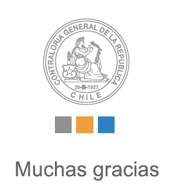 CONTRALORIA GENERAL DE LA REPUBLICA
CHILE
Muchas gracias